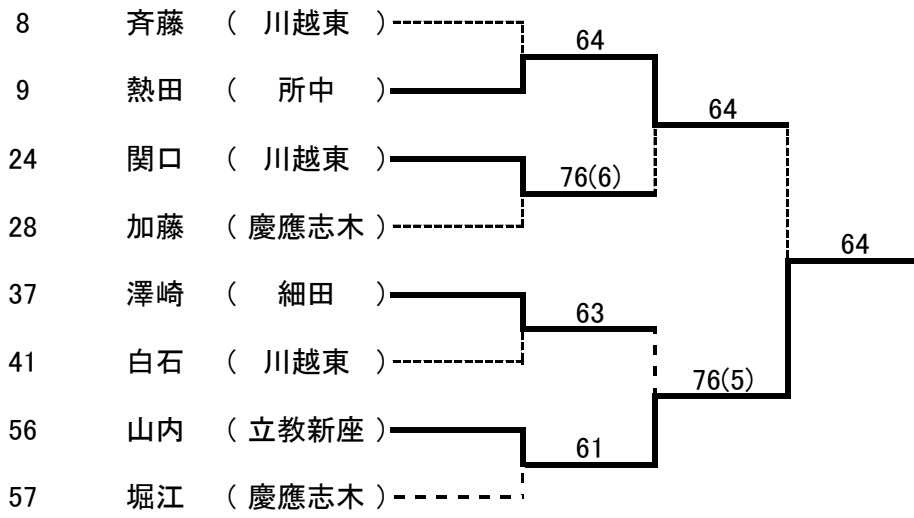 8 斉藤 ( 川越東 )
64
9 熱田 ( 所中 )
64
24 関口 ( 川越東 )
76(6)
28 加藤 ( 慶應志木 )
64
37 澤崎 ( 細田 )
63
41 白石 ( 川越東 )
76(5)
56 山内 ( 立教新座 )
61
57 堀江 ( 慶應志木 )